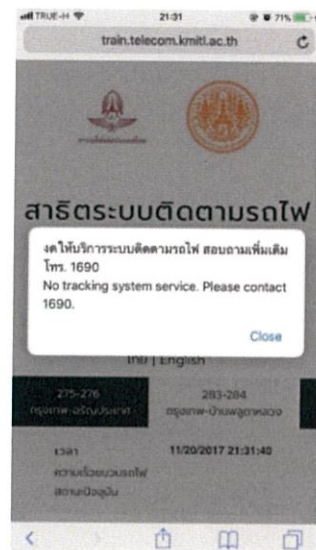 TRUE-H
21:31
71%
train.telecom.kmitl.ac.th
สาธิตระบบติดตามรถไฟ
งดให้บริการระบบติดตามรถไฟ สอบถามเพิ่มเติม
โทร. 1690
No tracking system service. Please contact
1690.
Close
ไทย | English
275-276
กรุงเทพ-อรัญประเทศ
283-284
กรุงเทพ-บ้านพลูตาหลวง
เวลา
11/20/2017 21:31:40
ความเร็วขบวนรถไฟ
สถานะปัจจุบัน